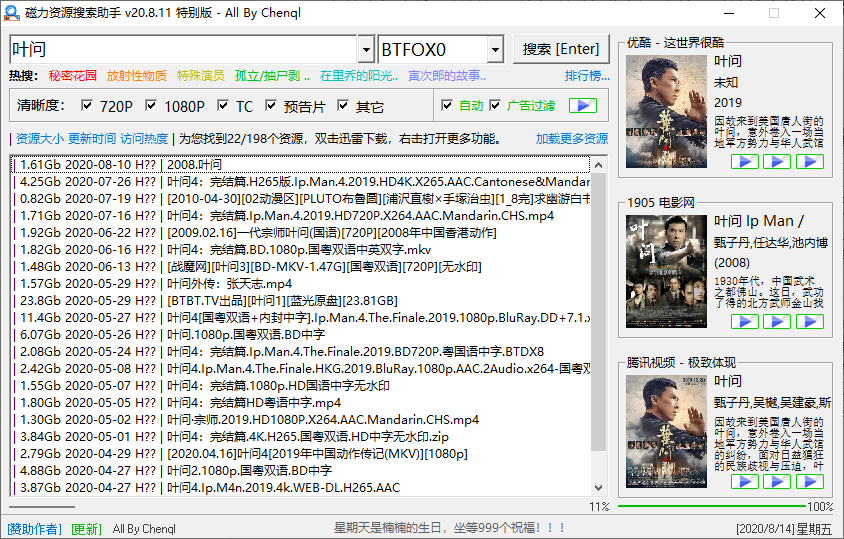 磁力资源搜索助手 v20.8.11 特别版 - All By Chenql
叶问 BTFOX0 搜索 [Enter]
热搜： 秘密花园 放射性物质 特殊演员 孤立/抽尸剥 .. 在里乔的阳光.. 寅次郎的故事.. 排行榜...
清晰度： 720P 1080P TC 预告片 其它 自动 广告过滤
| 资源大小 更新时间 访问热度 | 为您找到22/198个资源，双击迅雷下载，右击打开更多功能。 加载更多资源
| 1.61Gb 2020-08-10 H?? | 2008.叶问
| 4.25Gb 2020-07-26 H?? | 叶问4：完结篇.H265版.Ip.Man.4.2019.HD4K.X265.AAC.Cantonese&Mandar
| 0.82Gb 2020-07-19 H?? | [2010-04-30][02动漫区][PLUTO布魯圖][浦沢直樹×手塚治虫][1_8完]求幽游白书
| 1.71Gb 2020-07-16 H?? | 叶问4：完结篇.Ip.Man.4.2019.HD720P.X264.AAC.Mandarin.CHS.mp4
| 1.92Gb 2020-06-22 H?? | [2009.02.16]一代宗师叶问(国语)[720P][2008年中国香港动作]
| 1.82Gb 2020-06-16 H?? | 叶问4：完结篇.BD.1080p.国粤双语中英双字.mkv
| 1.48Gb 2020-06-13 H?? | [战魔网][叶问3][BD-MKV-1.47G][国粤双语][720P][无水印]
| 1.57Gb 2020-05-29 H?? | 叶问外传：张天志.mp4
| 23.8Gb 2020-05-29 H?? | [BTBT.TV出品][叶问1][蓝光原盘][23.81GB]
| 11.4Gb 2020-05-27 H?? | 叶问4[国粤双语+内封中字].Ip.Man.4.The.Finale.2019.1080p.BluRay.DD+7.1.x
| 6.07Gb 2020-05-26 H?? | 叶问.1080p.国粤双语.BD中字
| 2.08Gb 2020-05-24 H?? | 叶问4：完结篇.Ip.Man.4.The.Finale.2019.BD720P.粤国语中字.BTDX8
| 2.42Gb 2020-05-08 H?? | 叶问4.Ip.Man.4.The.Finale.HKG.2019.BluRay.1080p.AAC.2Audio.x264-国粤双
| 1.55Gb 2020-05-07 H?? | 叶问4：完结篇.1080p.HD国语中字无水印
| 1.80Gb 2020-05-05 H?? | 叶问4：完结篇HD粤语中字.mp4
| 1.30Gb 2020-05-02 H?? | 叶问·宗师.2019.HD1080P.X264.AAC.Mandarin.CHS.mp4
| 3.84Gb 2020-05-01 H?? | 叶问4：完结篇.4K.H265.国粤双语.HD中字无水印.zip
| 2.79Gb 2020-04-29 H?? | [2020.04.16]叶问4[2019年中国动作传记(MKV)][1080p]
| 4.88Gb 2020-04-27 H?? | 叶问2.1080p.国粤双语.BD中字
| 3.87Gb 2020-04-27 H?? | 叶问4.Ip.M4n.2019.4k.WEB-DL.H265.AAC
优酷 - 这世界很酷
叶问
未知
2019
因故来到美国唐人街的
叶问，意外卷入一场当
地军方势力与华人武馆
1905 电影网
叶问
叶问 Ip Man /
甄子丹,任达华,池内博
(2008)
1930年代，中国武术
之都佛山。这日，武功
了得的北方武师金山找
腾讯视频 - 极致体现
叶问
甄子丹,吴樾,吴建豪,斯
因故来到美国唐人街的
叶问，意外卷入一场当
地军方势力与华人武馆
的纠纷，面对日益猖狂
的民族歧视与压迫，叶
11% 100%
[赞助作者] [更新] All By Chenql 星期天是楠楠的生日，坐等999个祝福！！！ [2020/8/14] 星期五